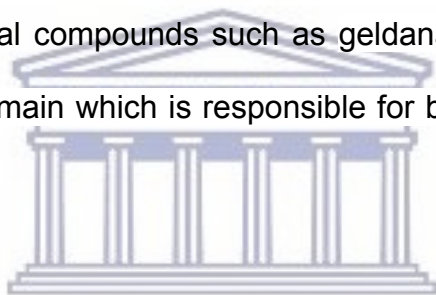 al compounds such as geldana
main which is responsible for b